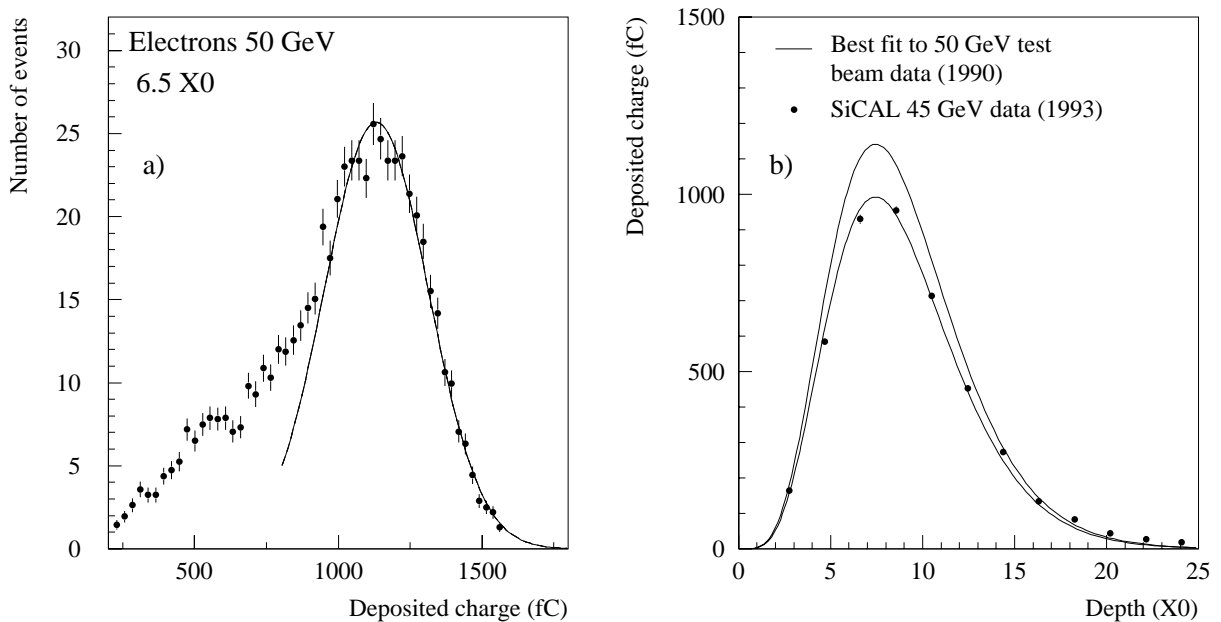 Number of events
30
25
20
15
10
5
0
Electrons 50 GeV
6.5 X0
a)
500
1000
1500
Deposited charge (fC)
Deposited charge (fC)
1500
1000
500
0
Best fit to 50 GeV test
beam data (1990)
SiCAL 45 GeV data (1993)
b)
0
5
10
15
20
25
Depth (X0)